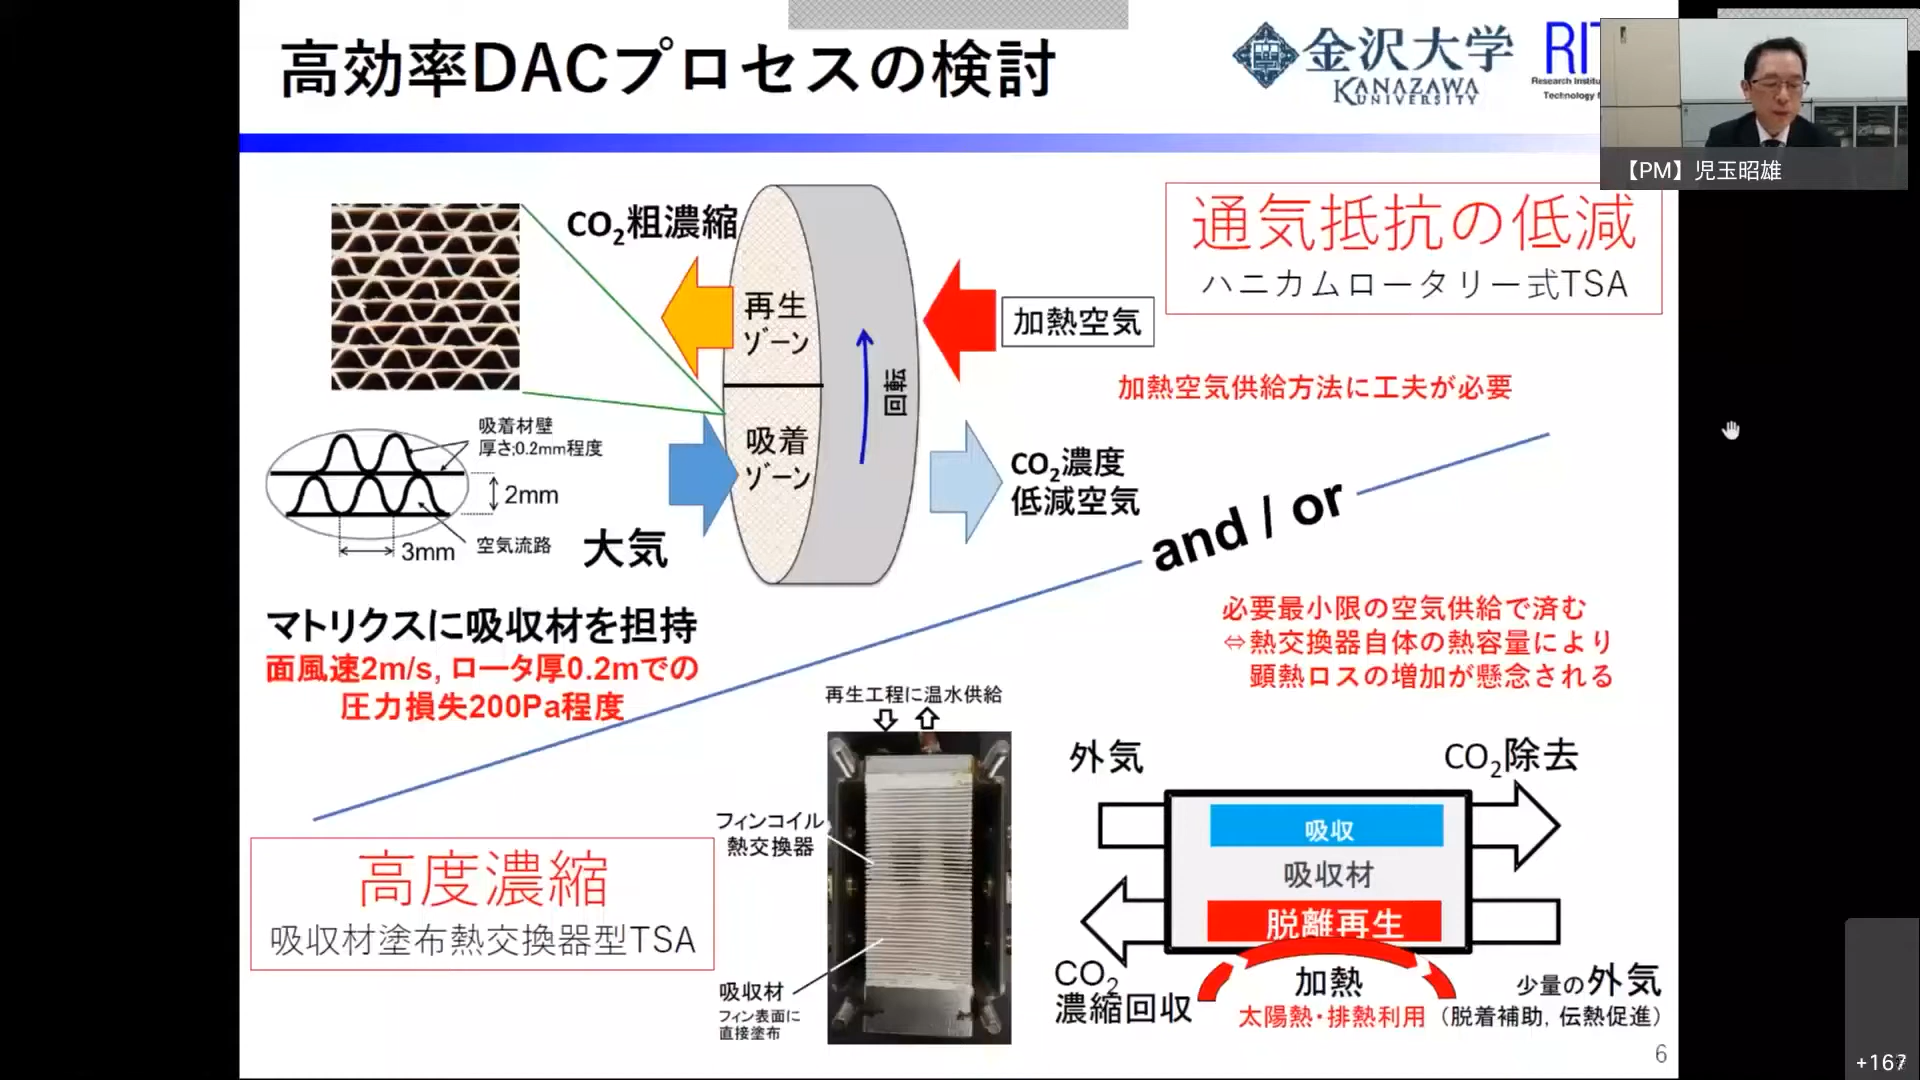 高効率DACプロセスの検討
金沢大学
KANAZAWA
UNIVERSITY
RIT
Research Institu
Technology f
【PM】児玉昭雄
通気抵抗の低減
ハニカムロータリー式TSA
CO2粗濃縮
再生
ゾーン
加熱空気
加熱空気供給方法に工夫が必要
回転
吸着
ゾーン
CO2濃度
低減空気
吸着材壁
厚さ;0.2mm程度
2mm
3mm
空気流路
大気
and / or
マトリクスに吸収材を担持
面風速2m/s, ロータ厚0.2mでの
圧力損失200Pa程度
必要最小限の空気供給で済む
⇔熱交換器自体の熱容量により
顕熱ロスの増加が懸念される
再生工程に温水供給
フィンコイル
熱交換器
吸収材
フィン表面に
直接塗布
高度濃縮
吸収材塗布熱交換器型TSA
外気
CO2除去
吸収
吸収材
脱離再生
CO2
濃縮回収
加熱
太陽熱・排熱利用
少量の外気
（脱着補助, 伝熱促進）
6
+167